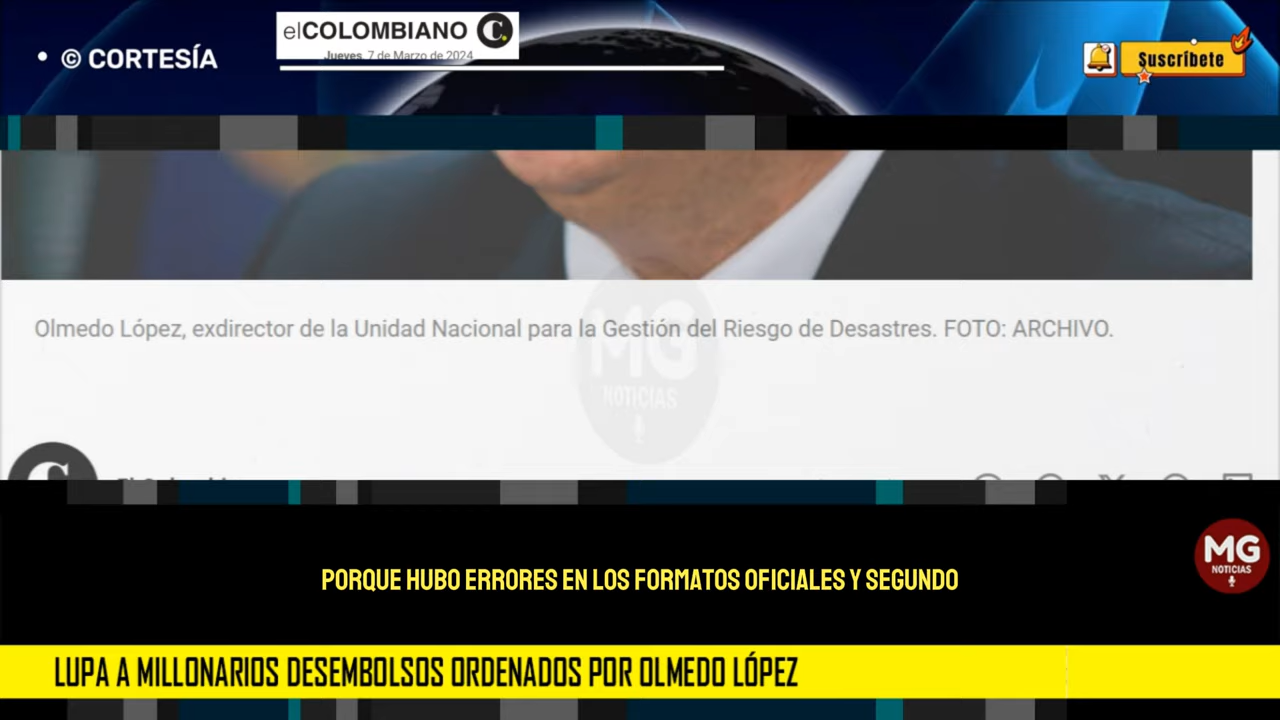 • © CORTESÍA
elCOLOMBIANO
Jueves, 7 de Marzo de 2024
Suscríbete
Olmedo López, exdirector de la Unidad Nacional para la Gestión del Riesgo de Desastres. FOTO: ARCHIVO.
MG
NOTICIAS
PORQUE HUBO ERRORES EN LOS FORMATOS OFICIALES Y SEGUNDO
MG
NOTICIAS
LUPA A MILLONARIOS DESEMBOLSOS ORDENADOS POR OLMEDO LÓPEZ